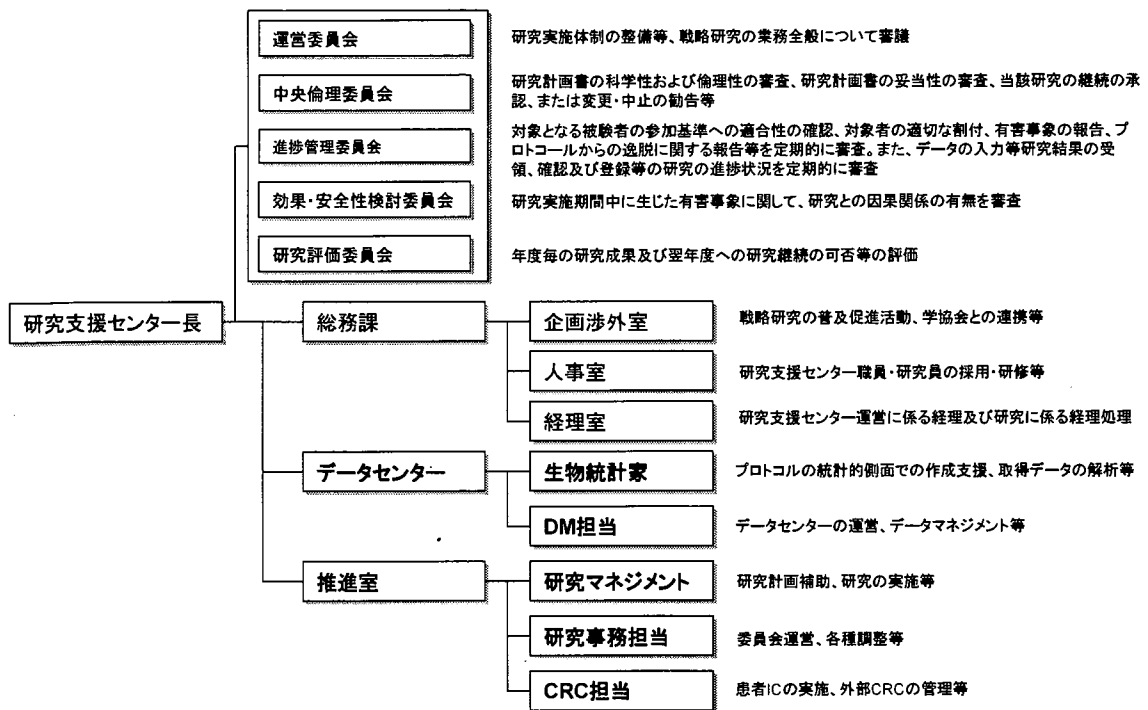 運営委員会
研究実施体制の整備等、戦略研究の業務全般について審議
中央倫理委員会
研究計画書の科学性および倫理性の審査、研究計画書の妥当性の審査、当該研究の継続の承
認、または変更・中止の勧告等
進捗管理委員会
対象となる被験者の参加基準への適合性の確認、対象者の適切な割付、有害事象の報告、プ
ロトコールからの逸脱に関する報告等を定期的に審査。また、データの入力等研究結果の受
領、確認及び登録等の研究の進捗状況を定期的に審査
効果・安全性検討委員会
研究実施期間中に生じた有害事象に関して、研究との因果関係の有無を審査
研究評価委員会
年度毎の研究成果及び翌年度への研究継続の可否等の評価
研究支援センター長
総務課
企画渉外室
戦略研究の普及促進活動、学協会との連携等
人事室
研究支援センター職員・研究員の採用・研修等
経理室
研究支援センター運営に係る経理及び研究に係る経理処理
データセンター
生物統計家
プロトコルの統計的側面での作成支援、取得データの解析等
DM担当
データセンターの運営、データマネジメント等
推進室
研究マネジメント
研究計画補助、研究の実施等
研究事務担当
委員会運営、各種調整等
CRC担当
患者ICの実施、外部CRCの管理等